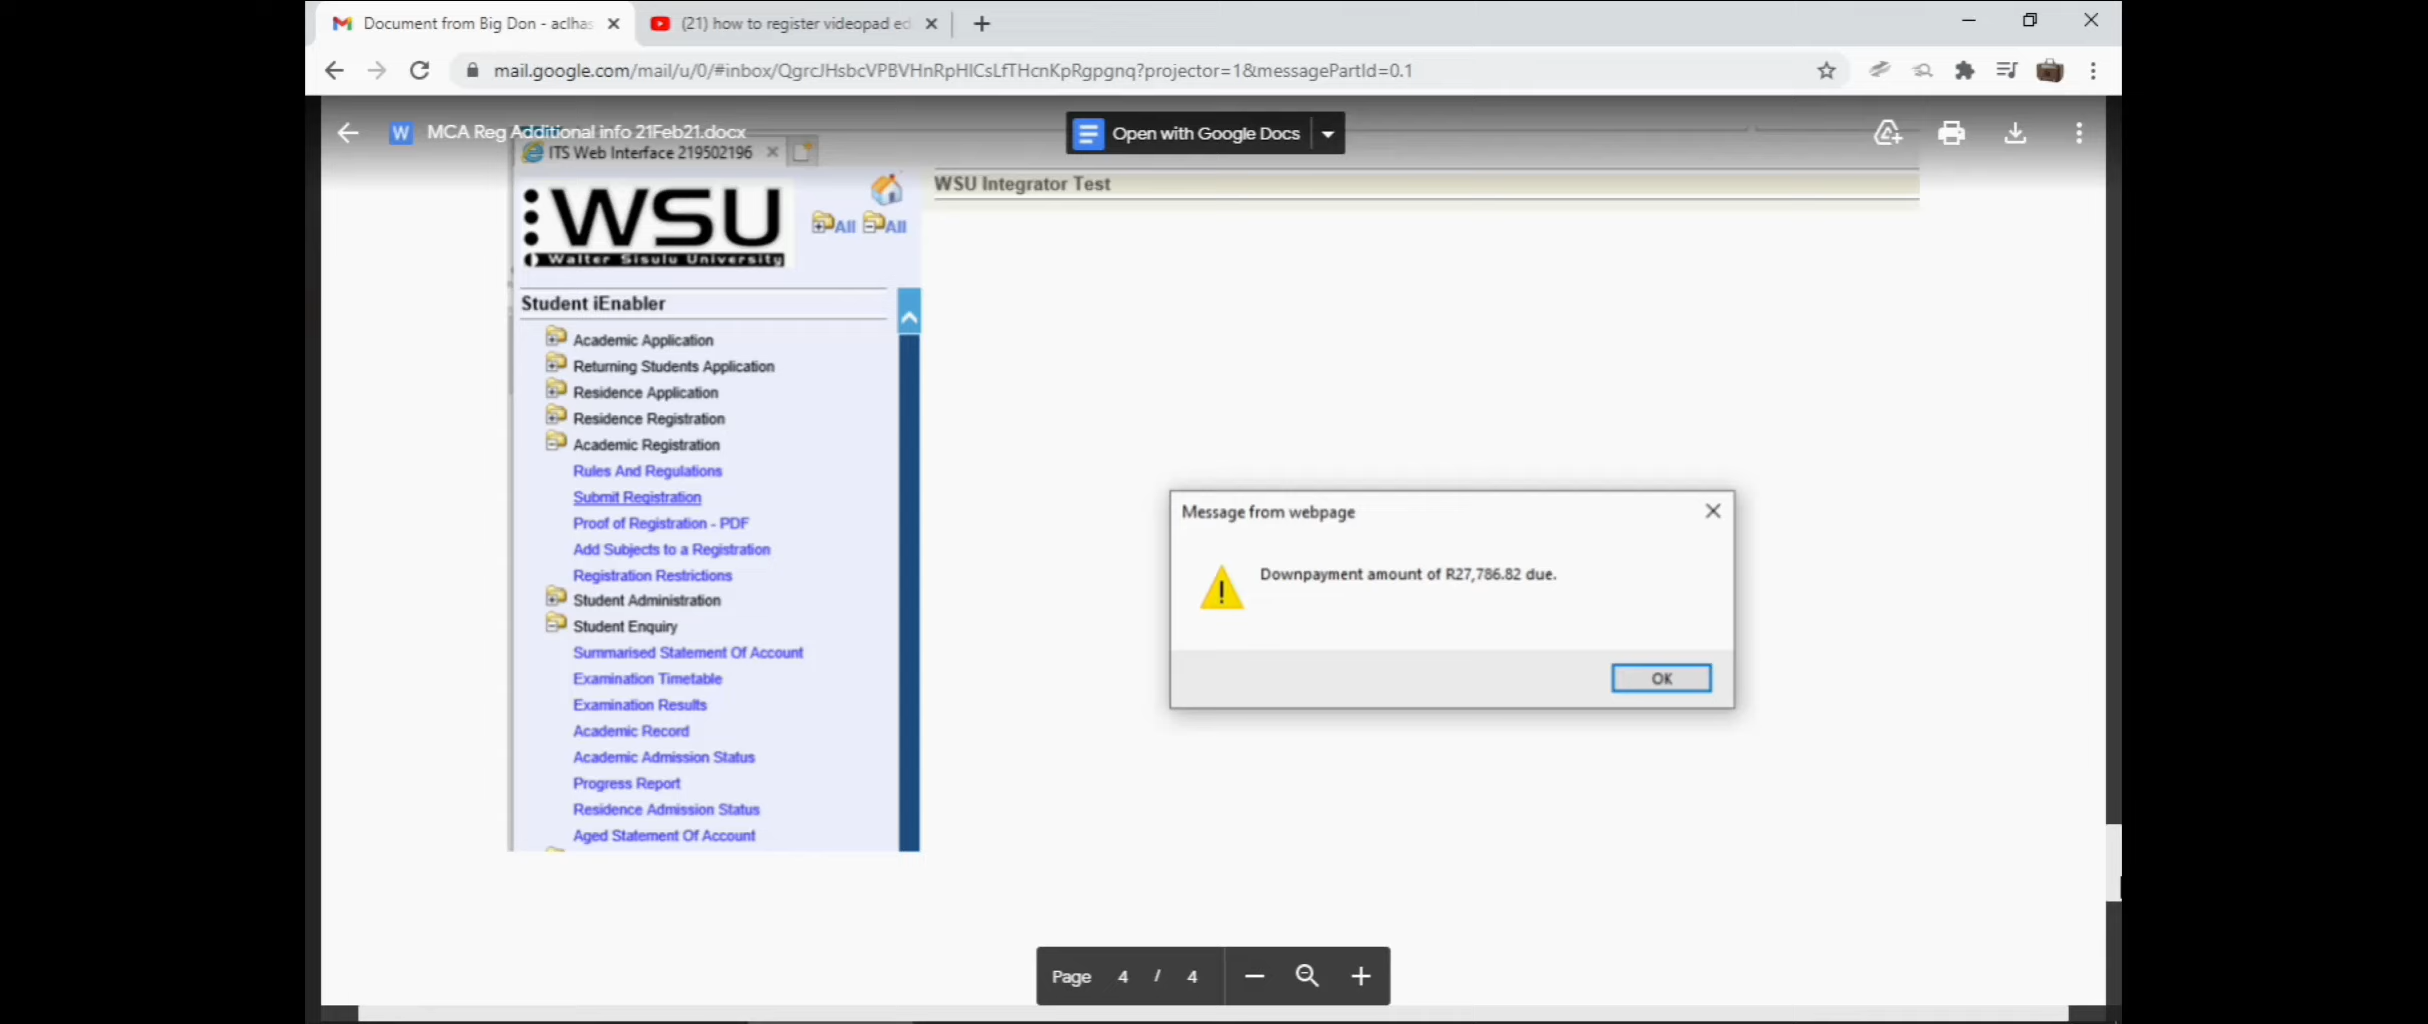 Document from Big Don - aclhas
(21) how to register videopad ed
mail.google.com/mail/u/0/#inbox/QgrcJHsbcVPBVHnRpHlCsLfTHcnKpRgpgnq?projector=1&messagePartId=0.1
W MCA Reg Additional info 21Feb21.docx
Open with Google Docs
ITS Web Interface 219502196
WSU
Walter Sisulu University
All All
WSU Integrator Test
Student iEnabler
Academic Application
Returning Students Application
Residence Application
Residence Registration
Academic Registration
Rules And Regulations
Submit Registration
Proof of Registration - PDF
Add Subjects to a Registration
Registration Restrictions
Student Administration
Student Enquiry
Summarised Statement Of Account
Examination Timetable
Examination Results
Academic Record
Academic Admission Status
Progress Report
Residence Admission Status
Aged Statement Of Account
Message from webpage
Downpayment amount of R27,786.82 due.
OK
Page 4 / 4